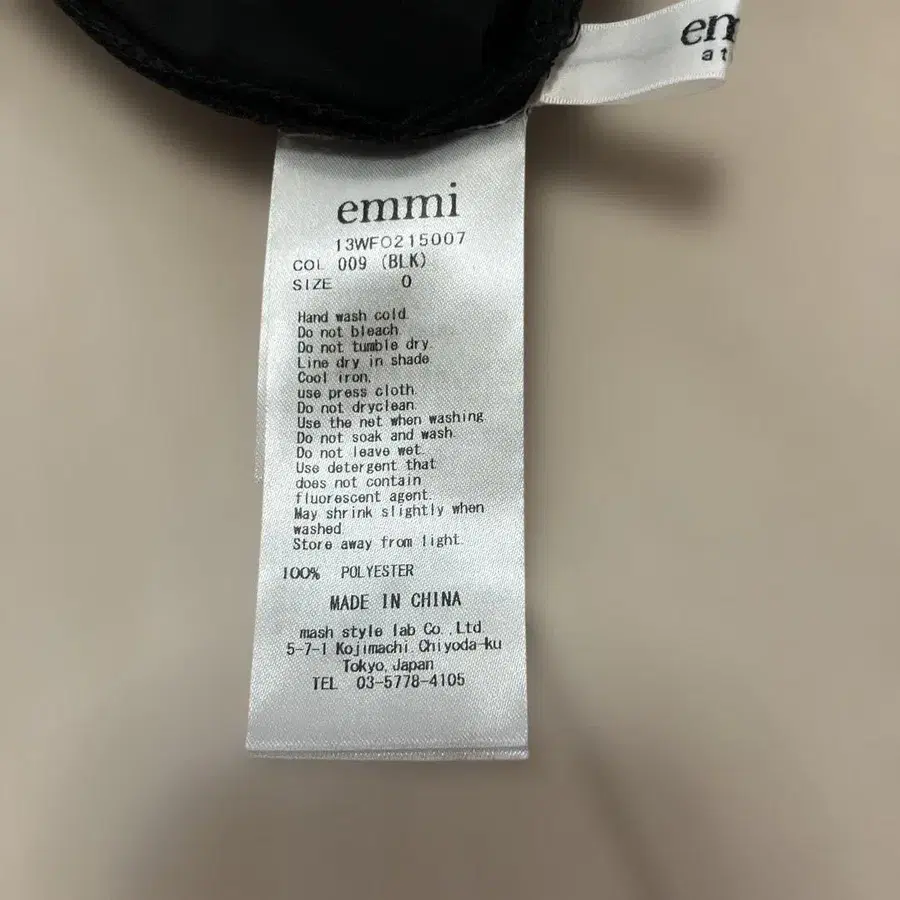 emmi
13WFO215007
COL 009 (BLK)
SIZE 0
Hand wash cold.
Do not bleach.
Do not tumble dry.
Line dry in shade.
Cool iron,
use press cloth.
Do not dryclean.
Use the net when washing
Do not soak and wash.
Do not leave wet.
Use detergent that
does not contain
fluorescent agent.
May shrink slightly when
washed
Store away from light.
100% POLYESTER
MADE IN CHINA
mash style lab Co.,Ltd
5-7-1 Kojimachi Chiyoda-ku
Tokyo, Japan
TEL 03-5778-4105